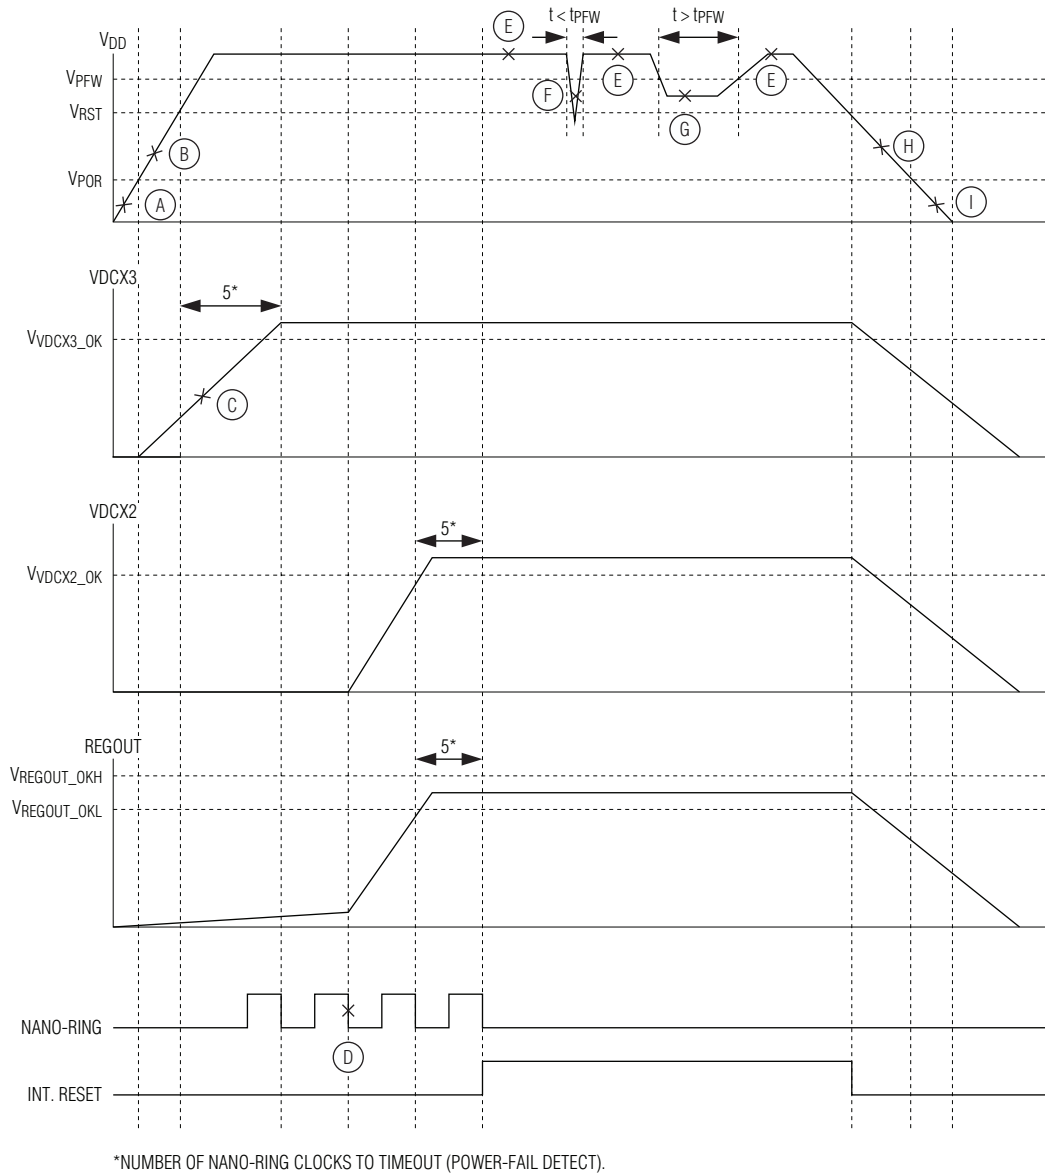 E
t < tPFW
t > tPFW
VDD
VPFW
E
E
F
VRST
G
B
H
VPOR
A
I
VDCX3
5*
VVDCX3_OK
C
VDCX2
5*
VVDCX2_OK
REGOUT
5*
VREGOUT_OKH
VREGOUT_OKL
NANO-RING
D
INT. RESET
*NUMBER OF NANO-RING CLOCKS TO TIMEOUT (POWER-FAIL DETECT).